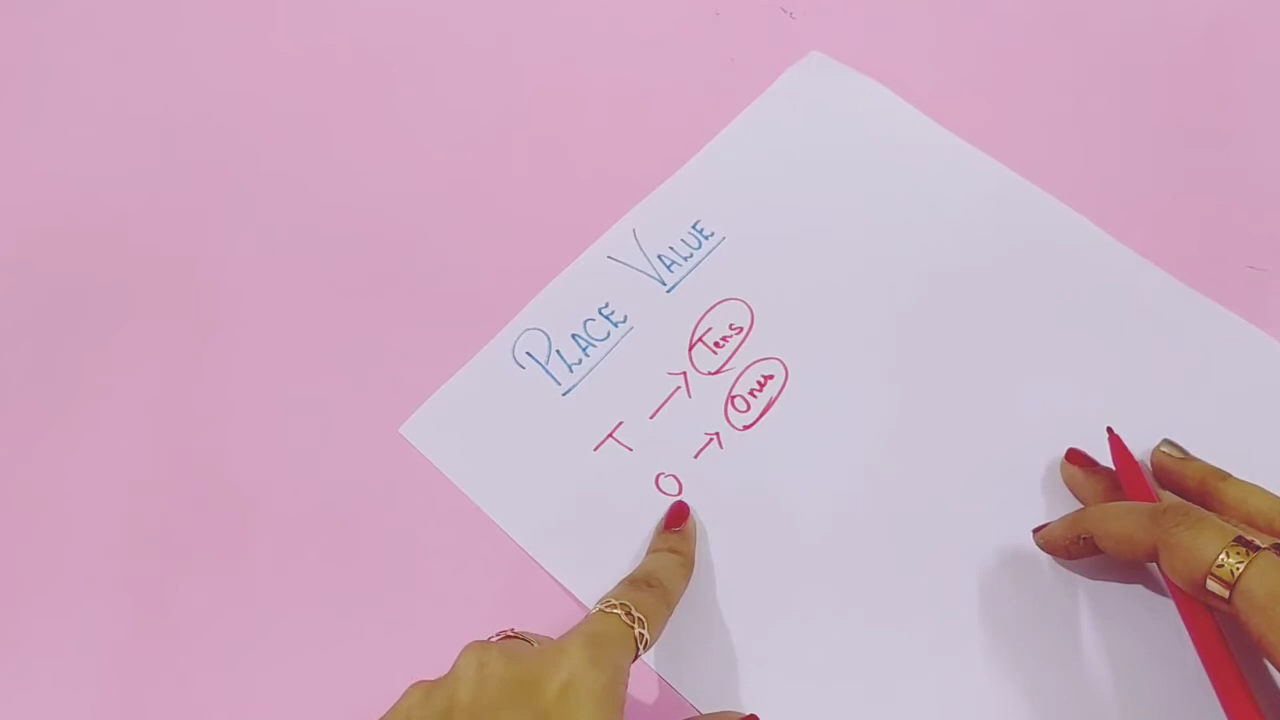 PLACE VALUE
T → Tens
O → Ones